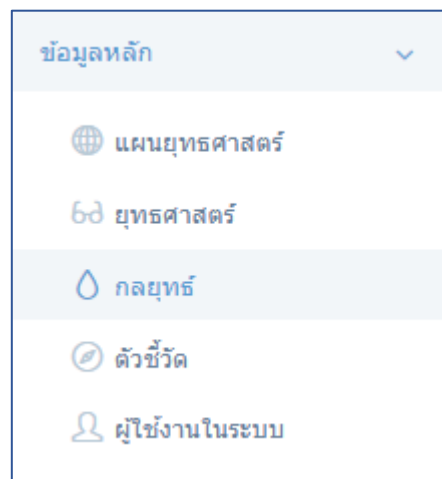 ข้อมูลหลัก
แผนยุทธศาสตร์
ยุทธศาสตร์
กลยุทธ์
ตัวชี้วัด
ผู้ใช้งานในระบบ